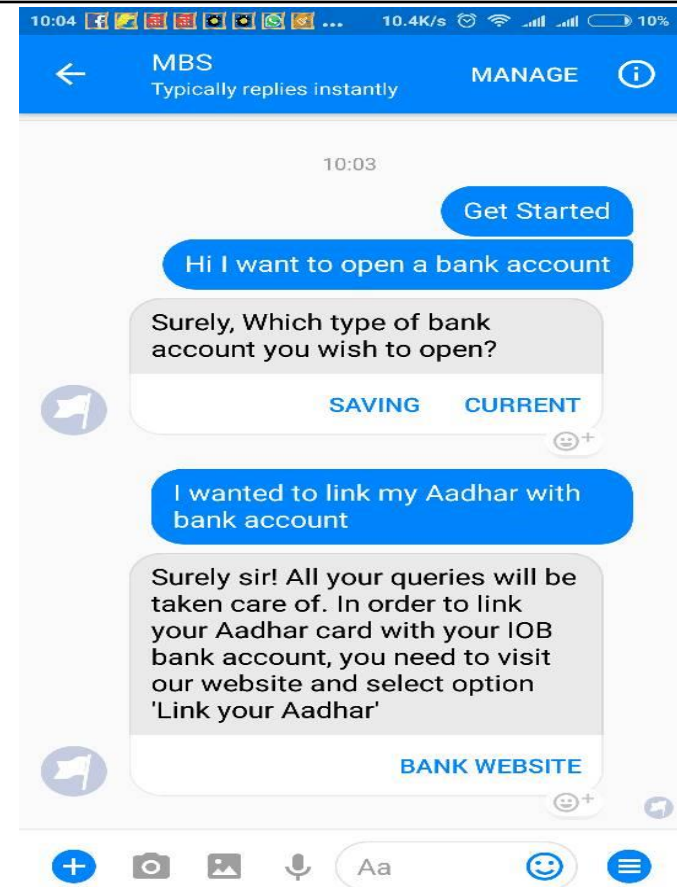 10:04 ... 10.4K/s 10%
MBS
Typically replies instantly
MANAGE
10:03
Get Started
Hi I want to open a bank account
Surely, Which type of bank
account you wish to open?
SAVING CURRENT
I wanted to link my Aadhar with
bank account
Surely sir! All your queries will be
taken care of. In order to link
your Aadhar card with your IOB
bank account, you need to visit
our website and select option
'Link your Aadhar'
BANK WEBSITE
Aa